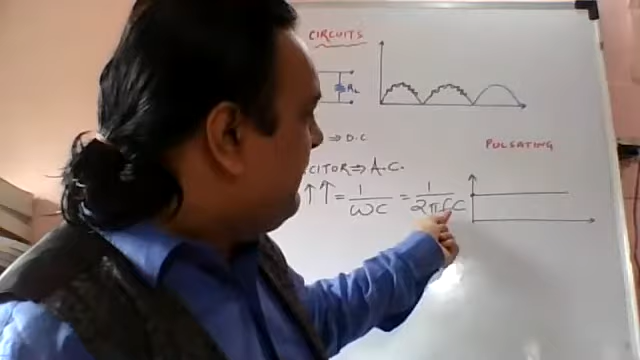 CIRCUITS
RL
⇒ D.C
PULSATING
CITOR ⇒ A.C.
↑ ↑ = 1/ωC = 1/2πfC